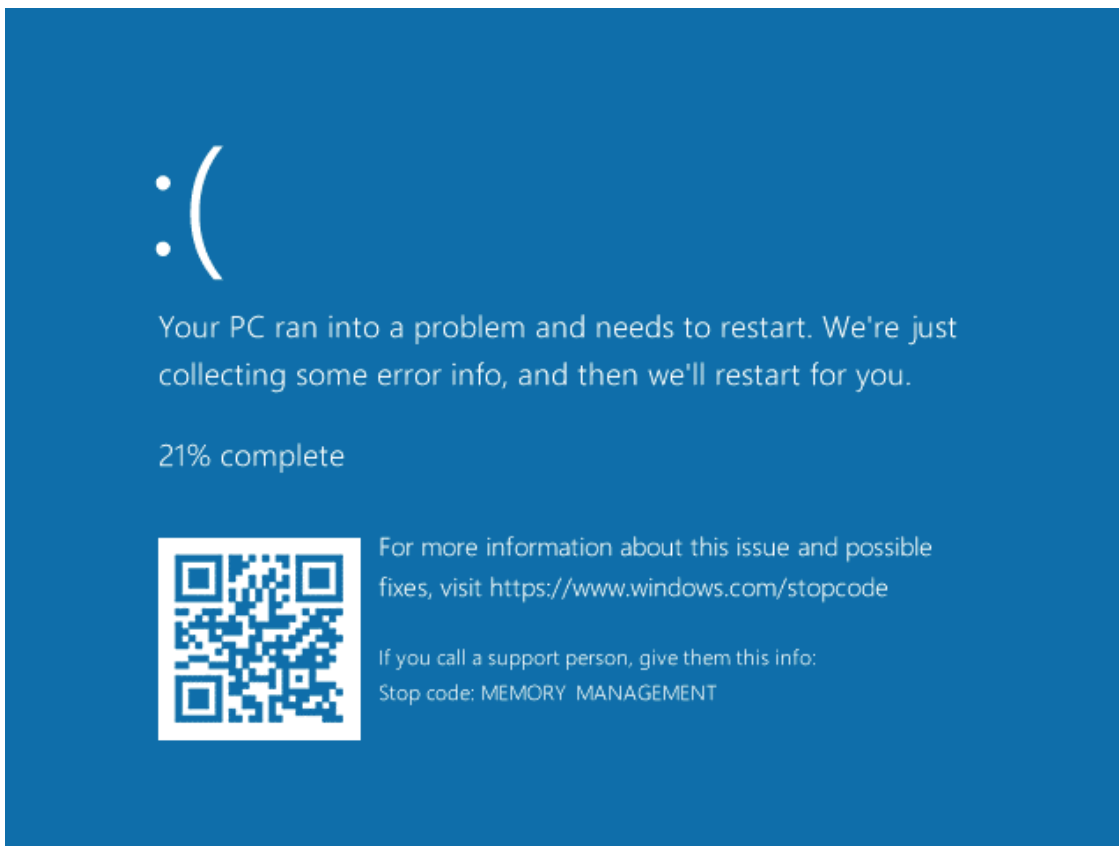 :(
Your PC ran into a problem and needs to restart. We're just
collecting some error info, and then we'll restart for you.
21% complete
For more information about this issue and possible
fixes, visit https://www.windows.com/stopcode
If you call a support person, give them this info:
Stop code: MEMORY MANAGEMENT